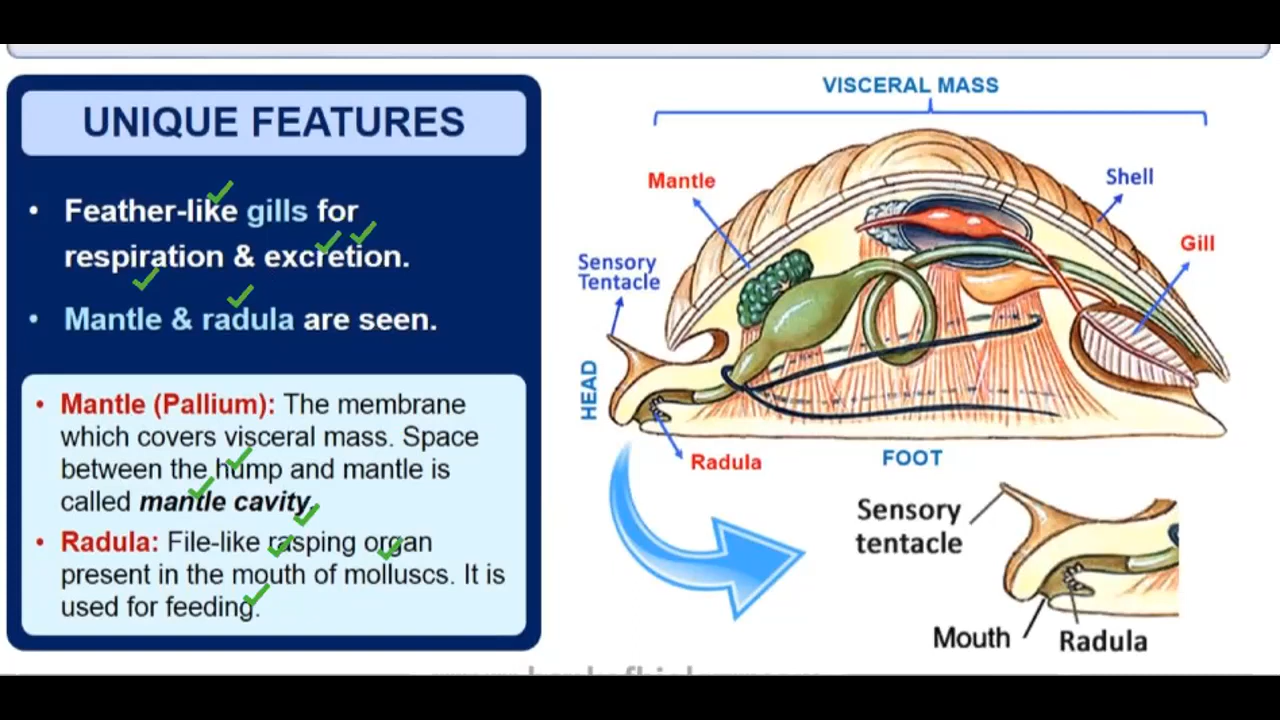 UNIQUE FEATURES
• Feather-like gills for
respiration & excretion.
• Mantle & radula are seen.
• Mantle (Pallium): The membrane
which covers visceral mass. Space
between the hump and mantle is
called mantle cavity.
• Radula: File-like rasping organ
present in the mouth of molluscs. It is
used for feeding.
VISCERAL MASS
Mantle
Shell
Gill
Sensory
Tentacle
HEAD
Radula
FOOT
Sensory
tentacle
Mouth
Radula